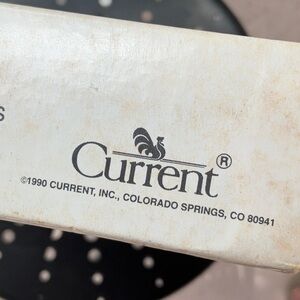 S
Current®
©1990 CURRENT, INC., COLORADO SPRINGS, CO 80941